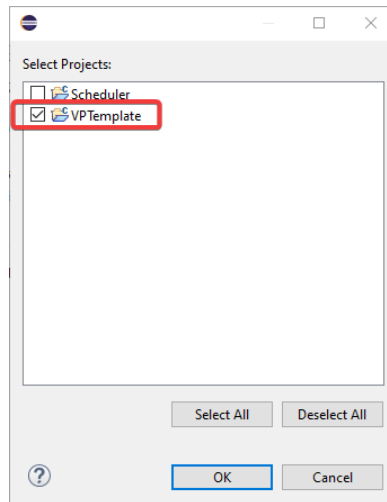 Select Projects:
Scheduler
VPTemplate
Select All Deselect All
? OK Cancel